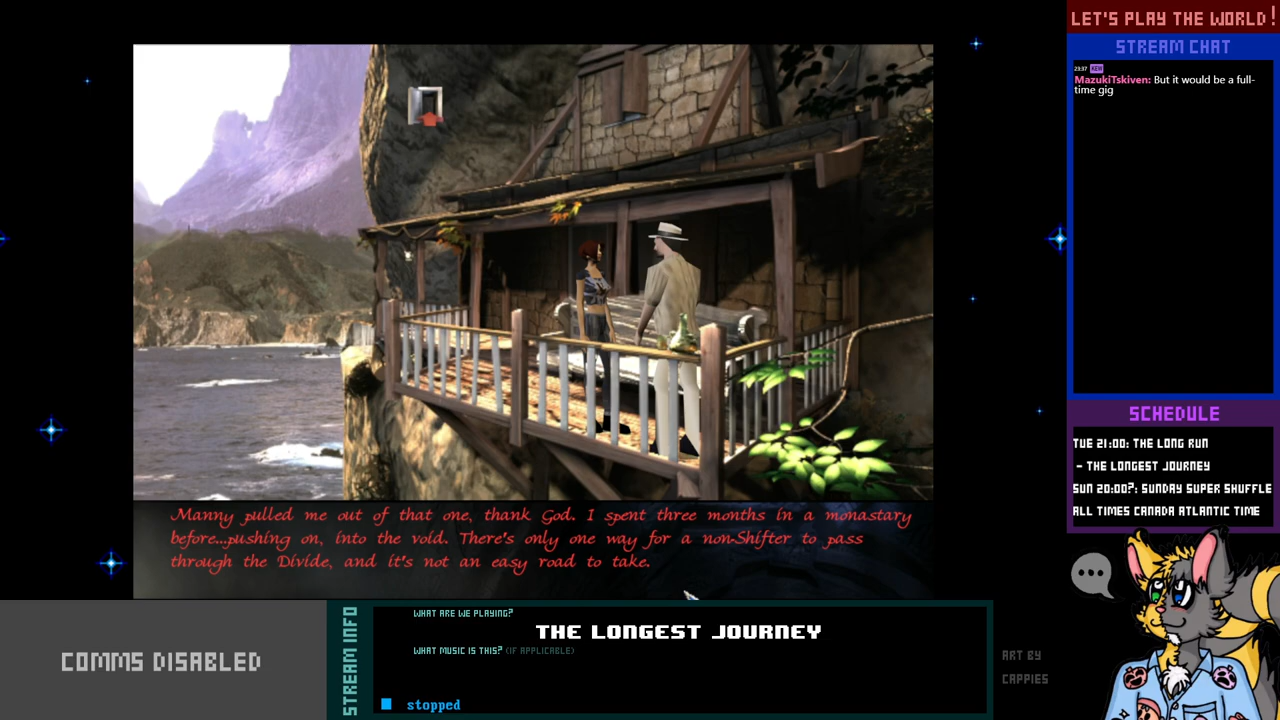 LET'S PLAY THE WORLD!
STREAM CHAT
23:37 NEW
MazukiTskiven: But it would be a full-
time gig
Manny pulled me out of that one, thank God. I spent three months in a monastary
before...pushing on, into the void. There's only one way for a non-Shifter to pass
through the Divide, and it's not an easy road to take.
SCHEDULE
TUE 21:00: THE LONG RUN
- THE LONGEST JOURNEY
SUN 20:00?: SUNDAY SUPER SHUFFLE
ALL TIMES CANADA ATLANTIC TIME
COMMS DISABLED
STREAM INFO
WHAT ARE WE PLAYING?
THE LONGEST JOURNEY
WHAT MUSIC IS THIS? (IF APPLICABLE)
stopped
ART BY
CAPPIES